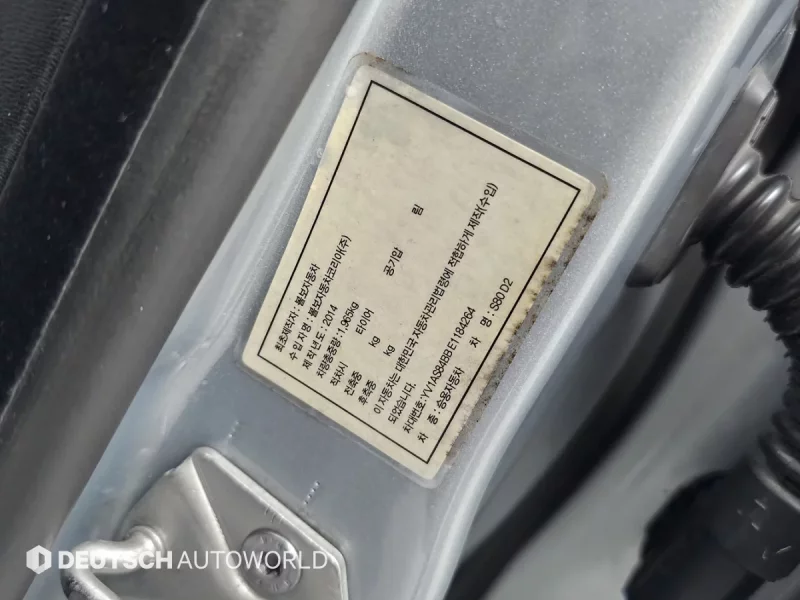 최초제작자 : 볼보자동차
수 입 자 명 : 볼보자동차코리아(주)
제 작 년 도 : 2014
차량총중량 : 1,965kg
적차시 타이어 공기압 림
전축중 kg
후축중 kg
이 자동차는 대한민국 자동차관리법령에 적합하게 제작(수입)
되었습니다.
차대번호 : YV1AS84BBE1184264
차 종 : 승용자동차 차 명 : S80 D2
DEUTSCH AUTOWORLD